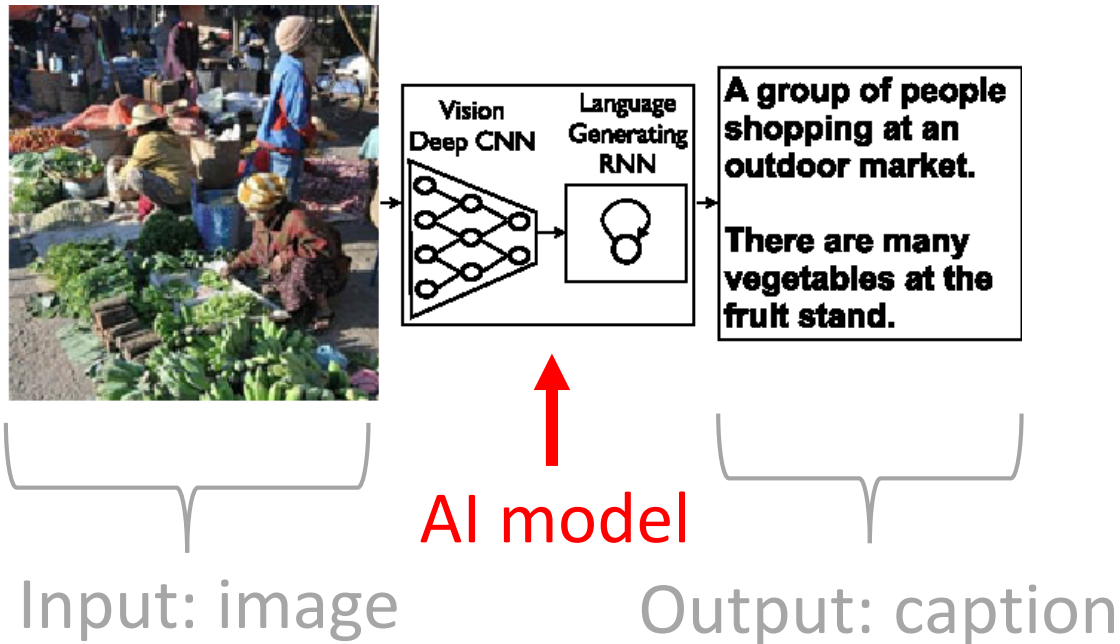 Vision
Deep CNN
Language
Generating
RNN
A group of people
shopping at an
outdoor market.
There are many
vegetables at the
fruit stand.
AI model
Input: image
Output: caption